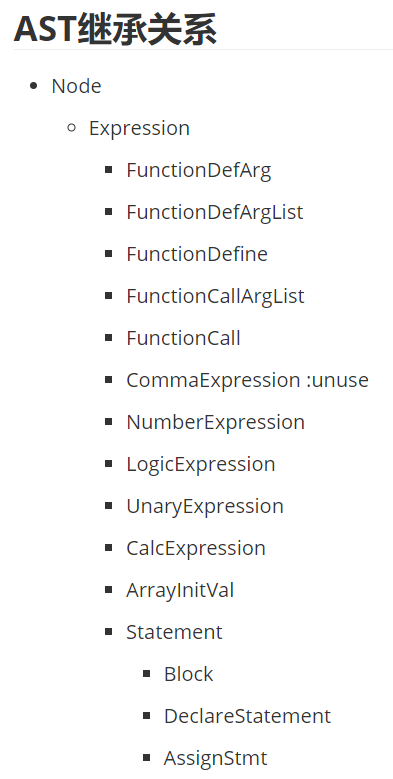 AST继承关系
Node
Expression
FunctionDefArg
FunctionDefArgList
FunctionDefine
FunctionCallArgList
FunctionCall
CommaExpression :unuse
NumberExpression
LogicExpression
UnaryExpression
CalcExpression
ArrayInitVal
Statement
Block
DeclareStatement
AssignStmt